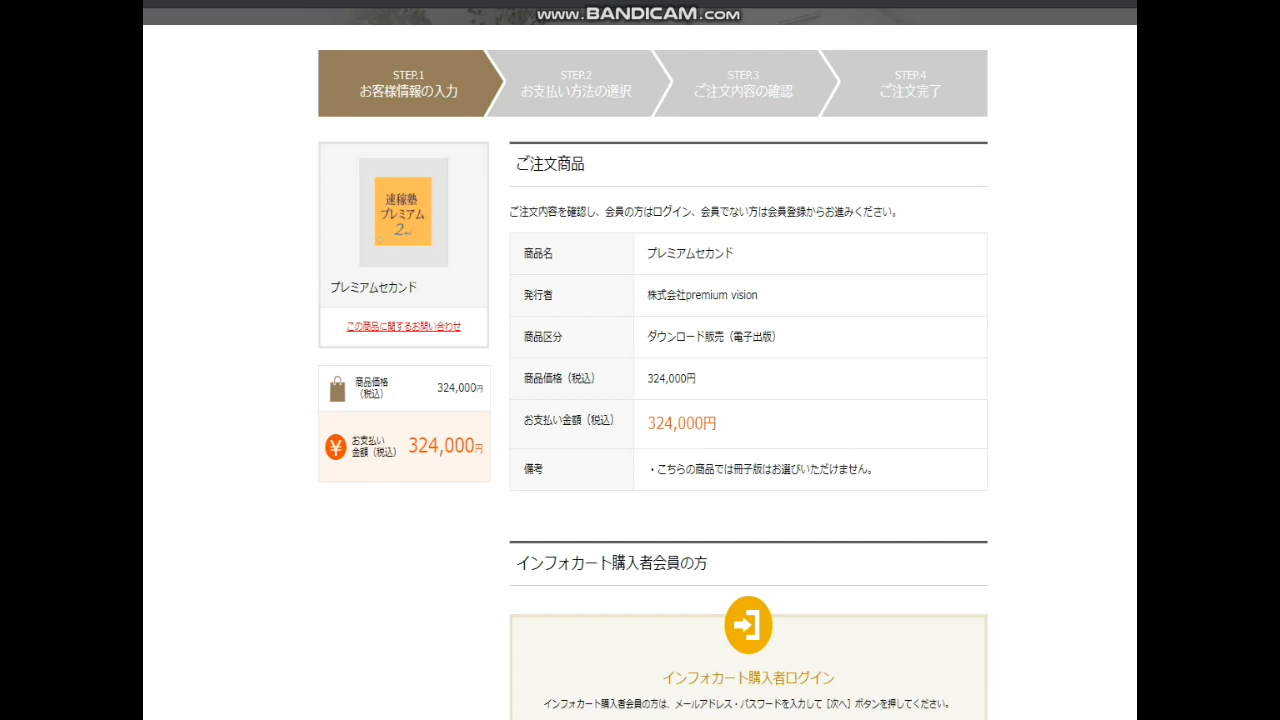 www.BANDICAM.com
STEP.1
お客様情報の入力
STEP.2
お支払い方法の選択
STEP.3
ご注文内容の確認
STEP.4
ご注文完了
速稼塾
プレミアム
2nd
プレミアムセカンド
この商品に関するお問い合わせ
商品価格
（税込）
324,000円
お支払い
金額（税込）
324,000円
ご注文商品
ご注文内容を確認し、会員の方はログイン、会員でない方は会員登録からお進みください。
商品名
プレミアムセカンド
発行者
株式会社premium vision
商品区分
ダウンロード販売（電子出版）
商品価格（税込）
324,000円
お支払い金額（税込）
324,000円
備考
・こちらの商品では冊子版はお選びいただけません。
インフォカート購入者会員の方
インフォカート購入者ログイン
インフォカート購入者会員の方は、メールアドレス・パスワードを入力して［次へ］ボタンを押してください。